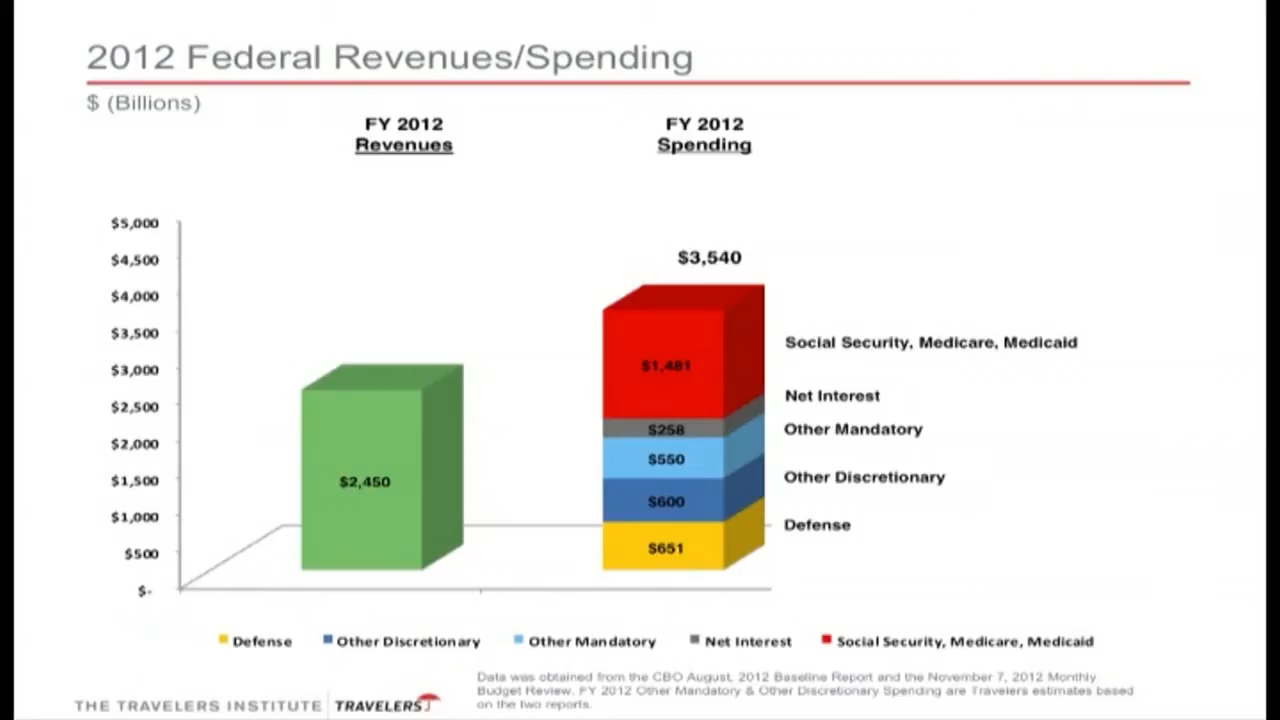 2012 Federal Revenues/Spending
$ (Billions)
FY 2012
Revenues
FY 2012
Spending
$5,000
$4,500
$4,000
$3,500
$3,000
$2,500
$2,000
$1,500
$1,000
$500
$-
$2,450
$3,540
$1,481
$258
$550
$600
$651
Social Security, Medicare, Medicaid
Net Interest
Other Mandatory
Other Discretionary
Defense
Defense
Other Discretionary
Other Mandatory
Net Interest
Social Security, Medicare, Medicaid
Data was obtained from the CBO August, 2012 Baseline Report and the November 7, 2012 Monthly
Budget Review. FY 2012 Other Mandatory & Other Discretionary Spending are Travelers estimates based
on the two reports.
THE TRAVELERS INSTITUTE TRAVELERS